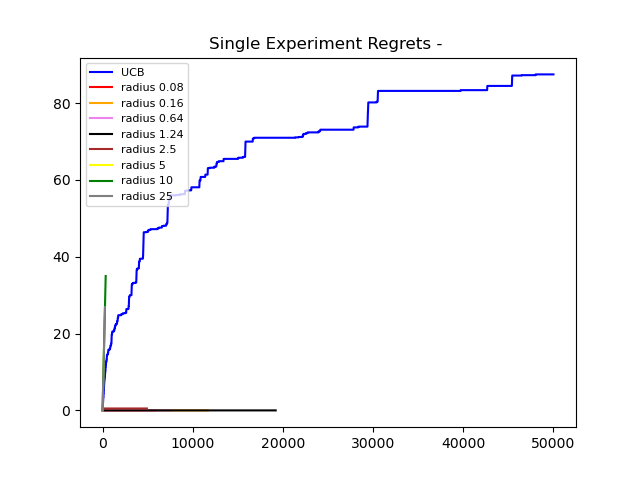 Single Experiment Regrets -
UCB
radius 0.08
radius 0.16
radius 0.64
radius 1.24
radius 2.5
radius 5
radius 10
radius 25
80
60
40
20
0
0 10000 20000 30000 40000 50000